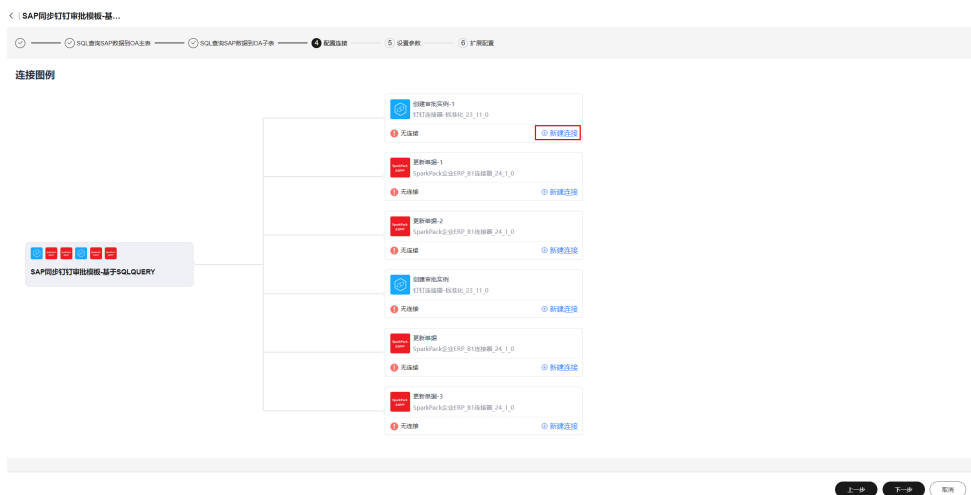 SAP同步钉钉审批模板-基...
SQL查询SAP数据到OA主表
SQL查询SAP数据到OA子表
4 配置连接
5 设置参数
6 扩展配置
连接图例
创建审批实例-1
钉钉连接器-标准化_23_11_0
无连接
新建连接
更新单据-1
SparkPack企业ERP_B1连接器_24_1_0
无连接
新建连接
更新单据-2
SparkPack企业ERP_B1连接器_24_1_0
无连接
新建连接
SAP同步钉钉审批模板-基于SQLQUERY
创建审批实例
钉钉连接器-标准化_23_11_0
无连接
新建连接
更新单据
SparkPack企业ERP_B1连接器_24_1_0
无连接
新建连接
更新单据-3
SparkPack企业ERP_B1连接器_24_1_0
无连接
新建连接
上一步
下一步
取消